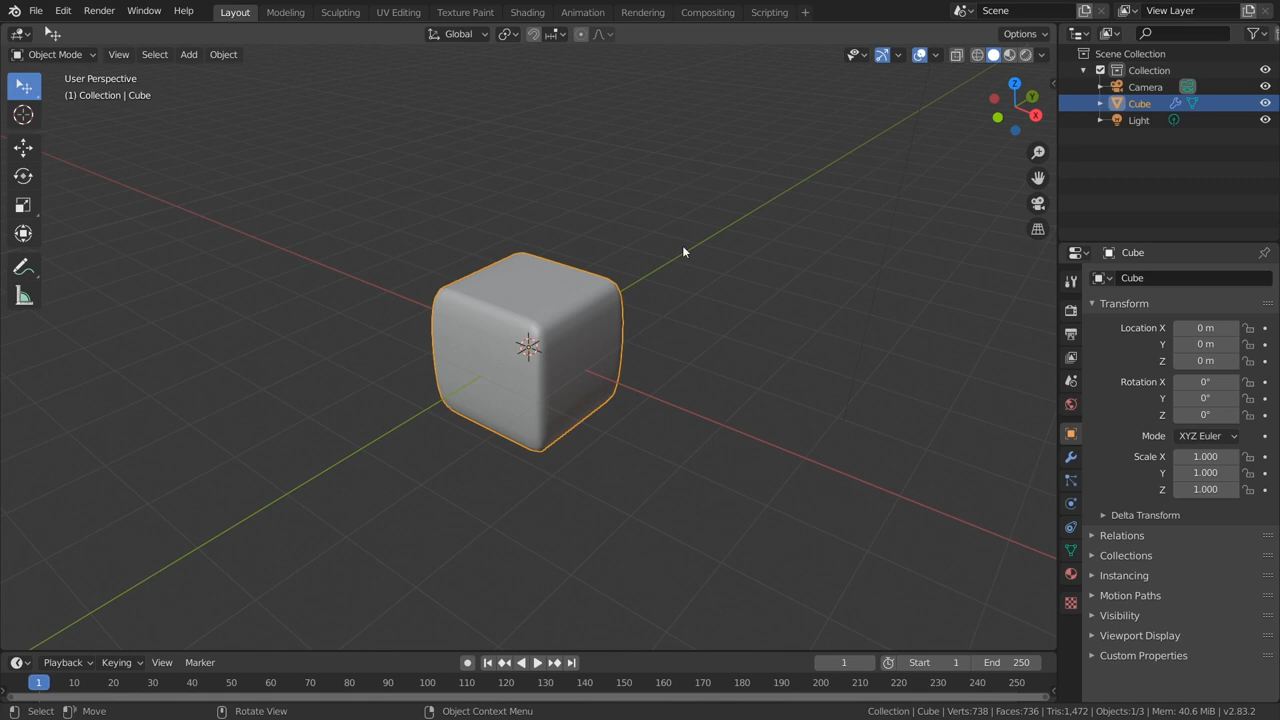 File Edit Render Window Help Layout Modeling Sculpting UV Editing Texture Paint Shading Animation Rendering Compositing Scripting + Scene View Layer
Global Options
Object Mode View Select Add Object
User Perspective
(1) Collection | Cube
Z
Y
X
Scene Collection
Collection
Camera
Cube
Light
Cube
Cube
Transform
Location X 0 m
Y 0 m
Z 0 m
Rotation X 0°
Y 0°
Z 0°
Mode XYZ Euler
Scale X 1.000
Y 1.000
Z 1.000
Delta Transform
Relations
Collections
Instancing
Motion Paths
Visibility
Viewport Display
Custom Properties
Playback Keying View Marker 1 Start 1 End 250
1 10 20 30 40 50 60 70 80 90 100 110 120 130 140 150 160 170 180 190 200 210 220 230 240 250
Select Move Rotate View Object Context Menu Collection | Cube | Verts:738 | Faces:736 | Tris:1,472 | Objects:1/3 | Mem: 40.6 MiB | v2.83.2